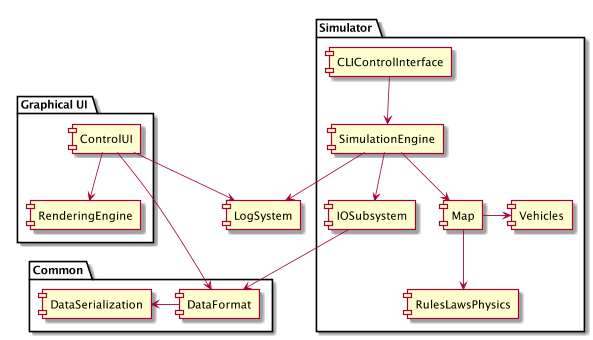 Simulator
CLIControlInterface
Graphical UI
ControlUI
SimulationEngine
RenderingEngine
LogSystem
IOSubsystem
Map
Vehicles
Common
DataSerialization
DataFormat
RulesLawsPhysics